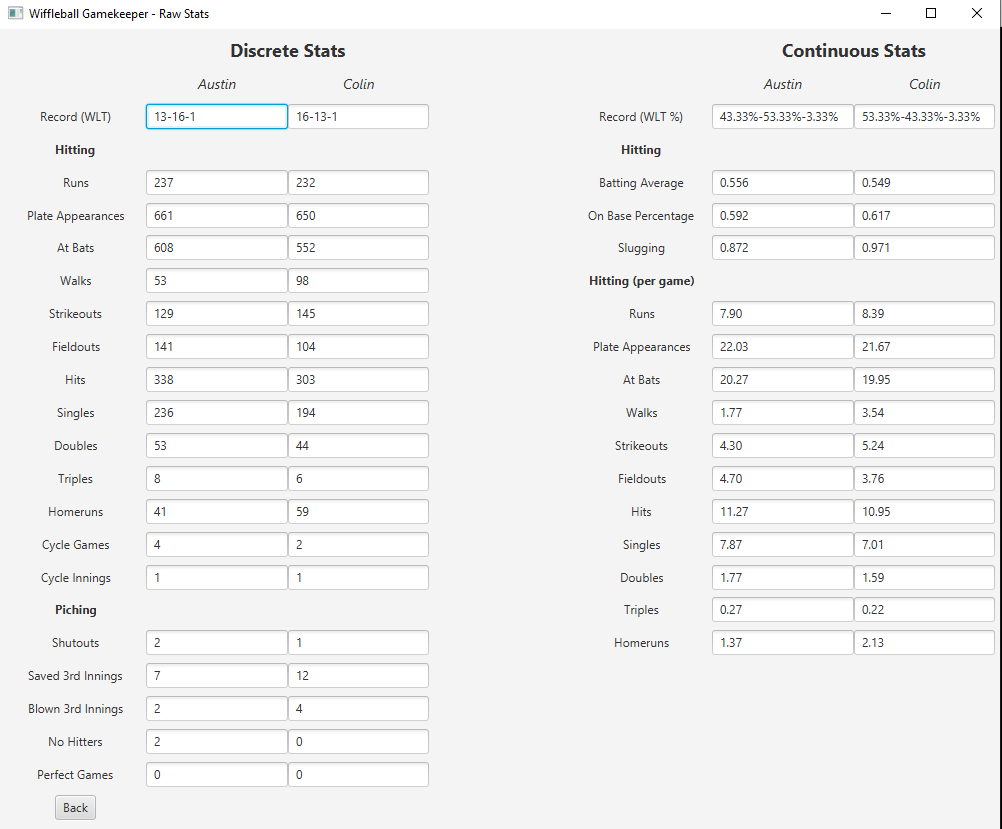 Wiffleball Gamekeeper - Raw Stats
Discrete Stats Continuous Stats
Austin Colin Austin Colin
Record (WLT) 13-16-1 16-13-1 Record (WLT %) 43.33%-53.33%-3.33% 53.33%-43.33%-3.33%
Hitting Hitting
Runs 237 232 Batting Average 0.556 0.549
Plate Appearances 661 650 On Base Percentage 0.592 0.617
At Bats 608 552 Slugging 0.872 0.971
Walks 53 98 Hitting (per game)
Strikeouts 129 145 Runs 7.90 8.39
Fieldouts 141 104 Plate Appearances 22.03 21.67
Hits 338 303 At Bats 20.27 19.95
Singles 236 194 Walks 1.77 3.54
Doubles 53 44 Strikeouts 4.30 5.24
Triples 8 6 Fieldouts 4.70 3.76
Homeruns 41 59 Hits 11.27 10.95
Cycle Games 4 2 Singles 7.87 7.01
Cycle Innings 1 1 Doubles 1.77 1.59
Piching Triples 0.27 0.22
Shutouts 2 1 Homeruns 1.37 2.13
Saved 3rd Innings 7 12
Blown 3rd Innings 2 4
No Hitters 2 0
Perfect Games 0 0
Back